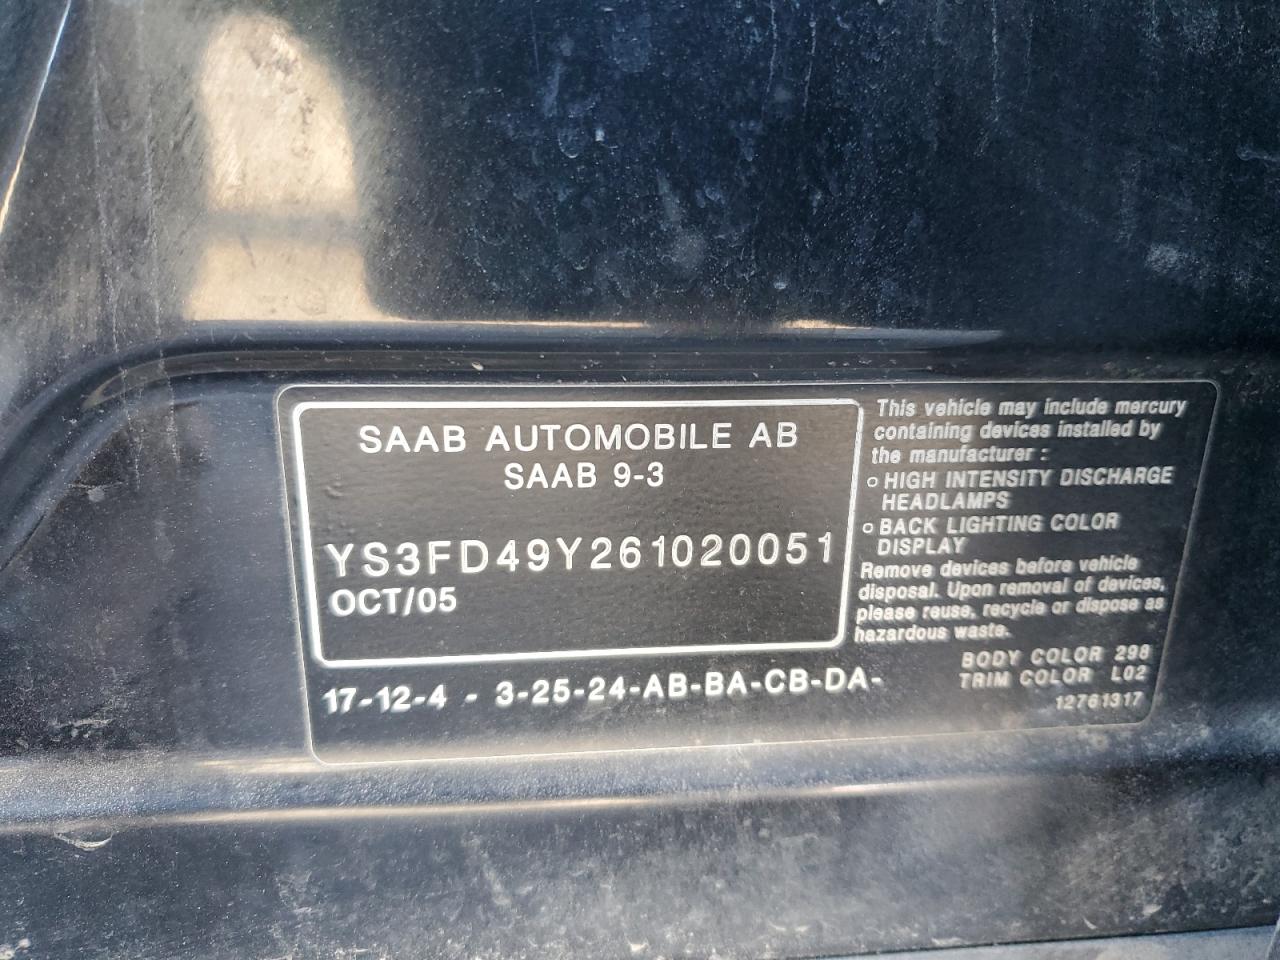 SAAB AUTOMOBILE AB
SAAB 9-3
YS3FD49Y261020051
OCT/05
17-12-4 - 3-25-24-AB-BA-CB-DA-
This vehicle may include mercury
containing devices installed by
the manufacturer :
o HIGH INTENSITY DISCHARGE
HEADLAMPS
o BACK LIGHTING COLOR
DISPLAY
Remove devices before vehicle
disposal. Upon removal of devices,
please reuse, recycle or dispose as
hazardous waste.
BODY COLOR 298
TRIM COLOR L02
12761317